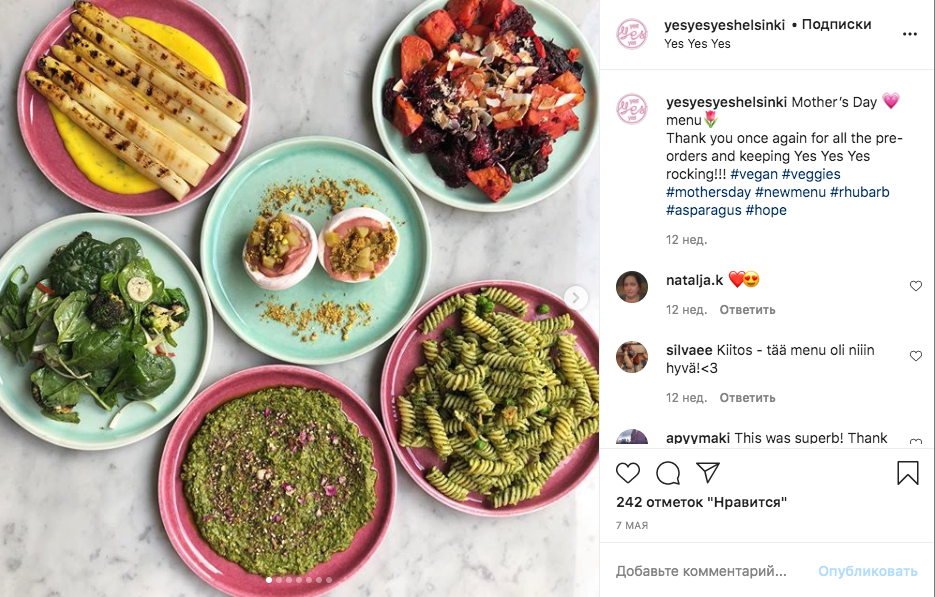 yesyesyeshelsinki • Подписки
Yes Yes Yes
yesyesyeshelsinki Mother's Day 💗
menu🌷
Thank you once again for all the pre-
orders and keeping Yes Yes Yes
rocking!!! #vegan #veggies
#mothersday #newmenu #rhubarb
#asparagus #hope
12 нед.
natalja.k ❤️😍
12 нед. Ответить
silvaee Kiitos - tää menu oli niiin
hyvä!<3
12 нед. Ответить
apyymaki This was superb! Thank
242 отметок "Нравится"
7 МАЯ
Добавьте комментарий... Опубликовать